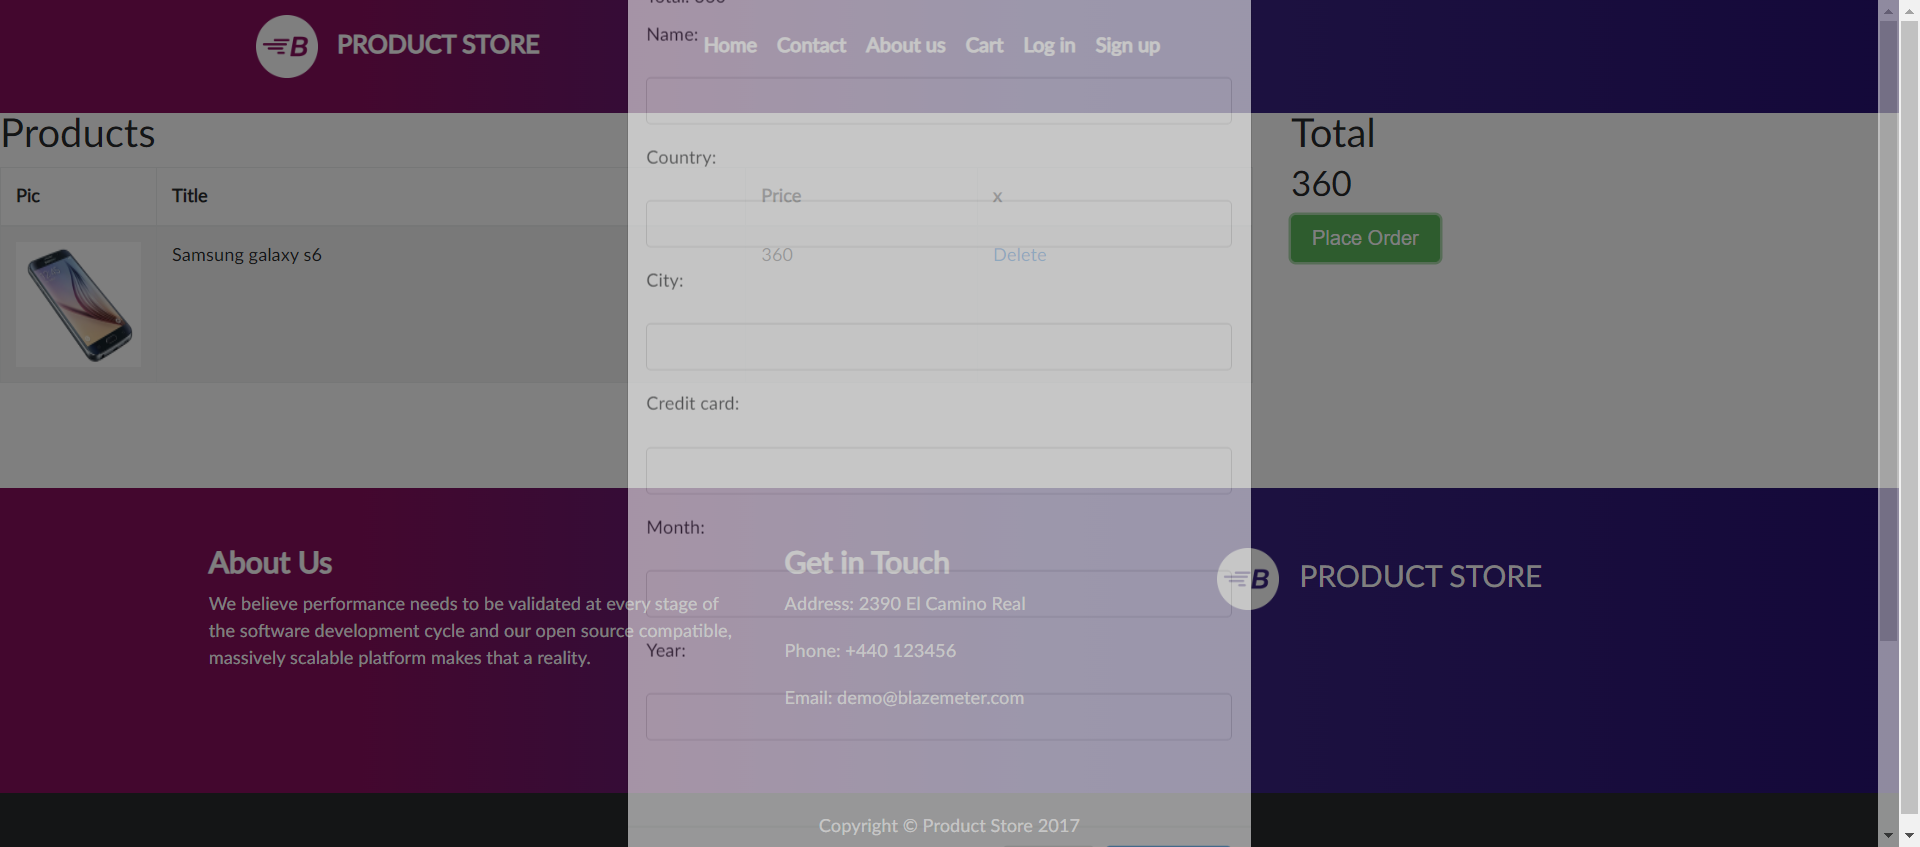 Total: 360
PRODUCT STORE
Name:
Home Contact About us Cart Log in Sign up
Products
Total
Country:
360
Pic Title Price x
Place Order
Samsung galaxy s6 360 Delete
City:
Credit card:
Month:
About Us
We believe performance needs to be validated at every stage of
the software development cycle and our open source compatible,
massively scalable platform makes that a reality.
Get in Touch
Address: 2390 El Camino Real
Phone: +440 123456
Email: demo@blazemeter.com
Year:
B PRODUCT STORE
Copyright © Product Store 2017